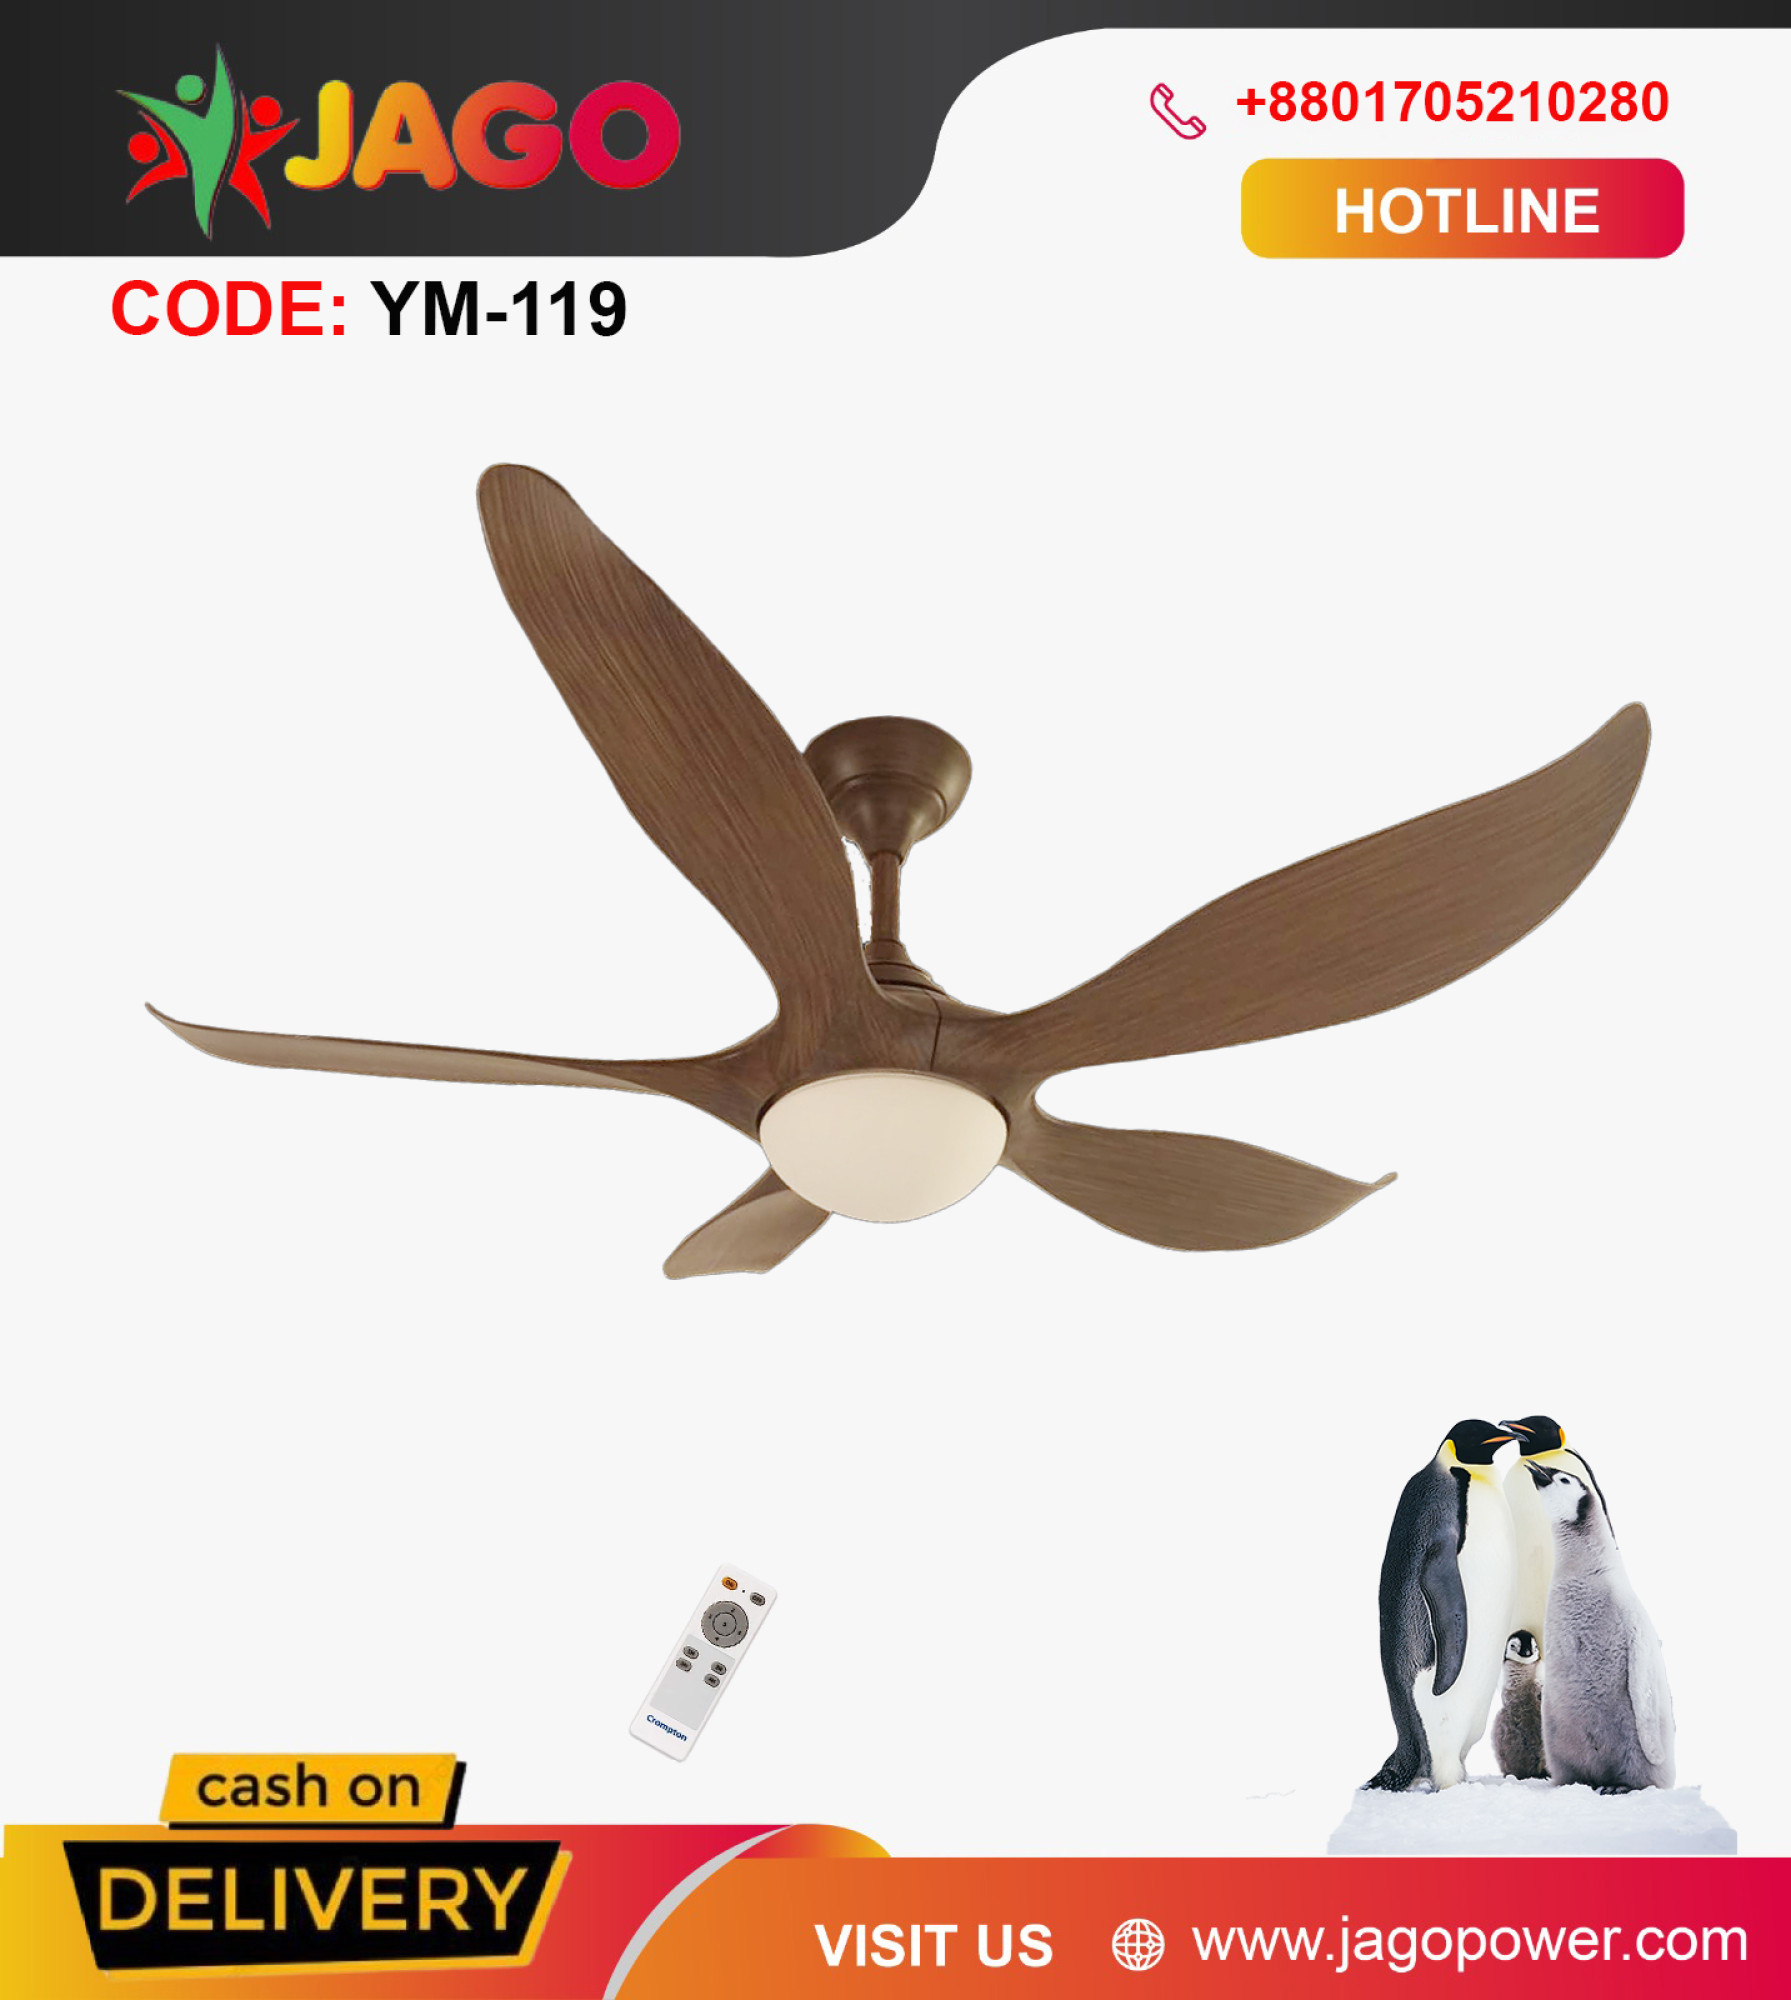 JAGO
+8801705210280
HOTLINE
CODE: YM-119
Crompton
cash on
DELIVERY
VISIT US
www.jagopower.com